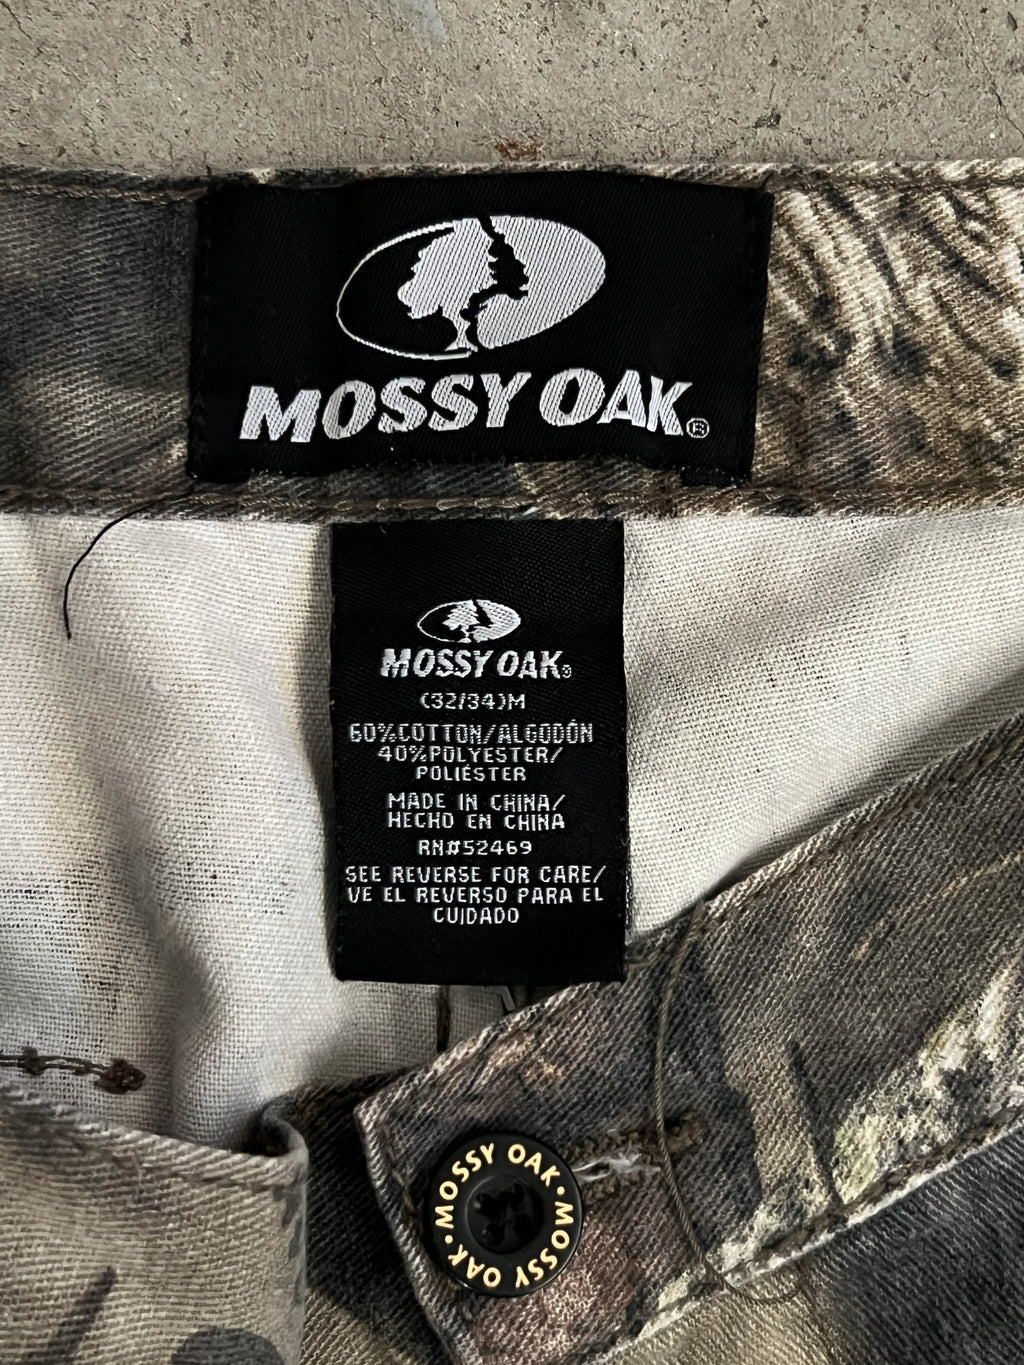 MOSSY OAK®
MOSSY OAK®
(32/34)M
60%COTTON/ALGODÓN
40%POLYESTER/
POLIÉSTER
MADE IN CHINA/
HECHO EN CHINA
RN#52469
SEE REVERSE FOR CARE/
VE EL REVERSO PARA EL
CUIDADO
MOSSY OAK • MOSSY OAK •